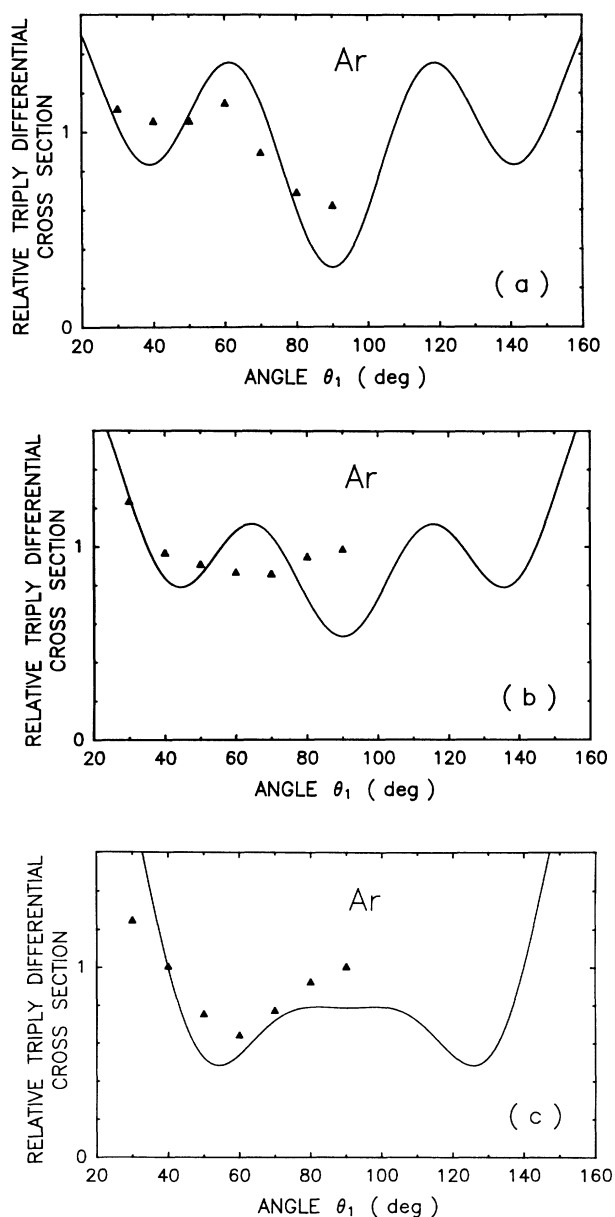 RELATIVE TRIPLY DIFFERENTIAL
CROSS SECTION
1
0
Ar
( a )
20 40 60 80 100 120 140 160
ANGLE θ1 ( deg )
RELATIVE TRIPLY DIFFERENTIAL
CROSS SECTION
1
0
Ar
( b )
20 40 60 80 100 120 140 160
ANGLE θ1 ( deg )
RELATIVE TRIPLY DIFFERENTIAL
CROSS SECTION
1
0
Ar
( c )
20 40 60 80 100 120 140 160
ANGLE θ1 ( deg )